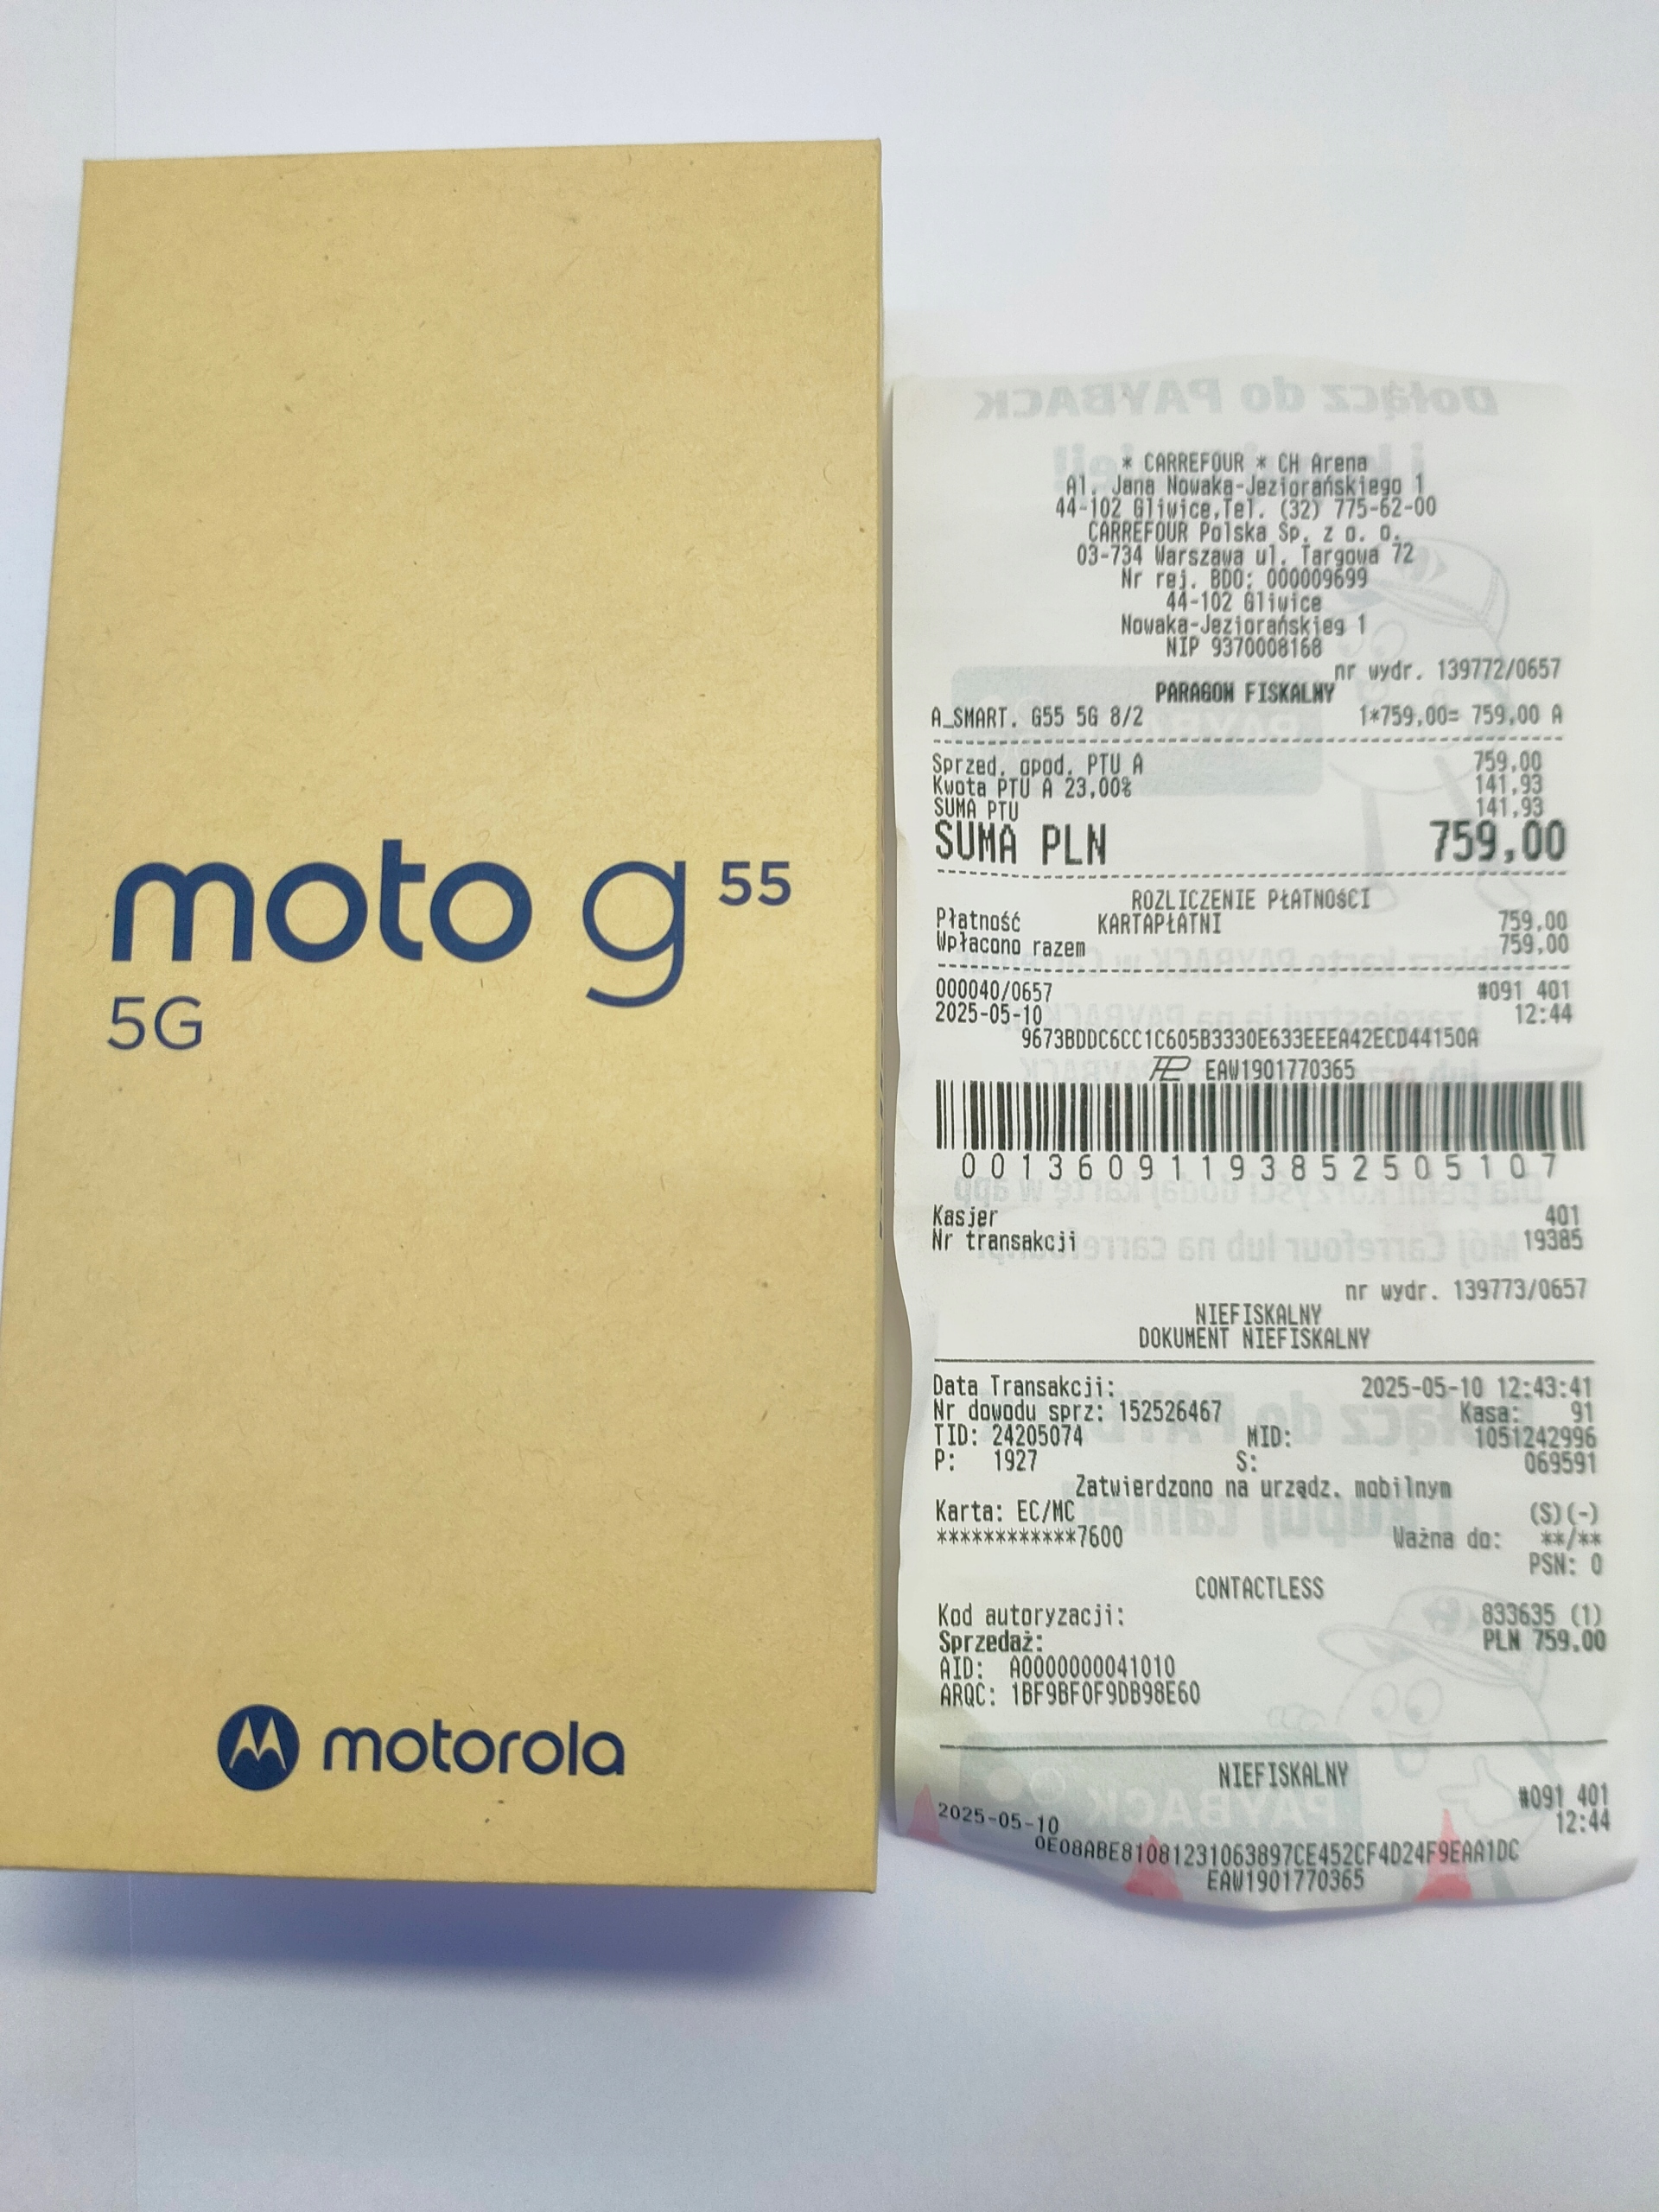 moto g 55
5G
motorola
* CARREFOUR * CH Arena
Al. Jana Nowaka-Jeziorańskiego 1
44-102 Gliwice,Tel. (32) 775-62-00
CARREFOUR Polska Sp. z o. o.
03-734 Warszawa ul. Targowa 72
Nr rej. BDO: 000009699
44-102 Gliwice
Nowaka-Jeziorańskieg 1
NIP 9370008168
nr wydr. 139772/0657
PARAGON FISKALNY
A_SMART. G55 5G 8/2 1*759,00= 759,00 A
Sprzed. opod. PTU A 759,00
Kwota PTU A 23,00% 141,93
SUMA PTU 141,93
SUMA PLN 759,00
ROZLICZENIE PŁATNOŚCI
Płatność KARTAPŁATNI 759,00
Wpłacono razem 759,00
000040/0657 #091 401
2025-05-10 12:44
9673BDDC6CC1C605B3330E633EEEA42ECD44150A
EAW1901770365
0013609119385250 5107
Kasjer 401
Nr transakcji 19385
nr wydr. 139773/0657
NIEFISKALNY
DOKUMENT NIEFISKALNY
Data Transakcji: 2025-05-10 12:43:41
Nr dowodu sprz: 152526467 Kasa: 91
TID: 24205074 MID: 1051242996
P: 1927 S: 069591
Zatwierdzono na urządz. mobilnym
Karta: EC/MC (S)(-)
************7600 Ważna do: **/**
PSN: 0
CONTACTLESS
Kod autoryzacji: 833635 (1)
Sprzedaż: PLN 759.00
AID: A0000000041010
ARQC: 1BF9BF0F9DB98E60
NIEFISKALNY
#091 401
2025-05-10 12:44
0E08ABE81081231063897CE452CF4D24F9EAA1DC
EAW1901770365